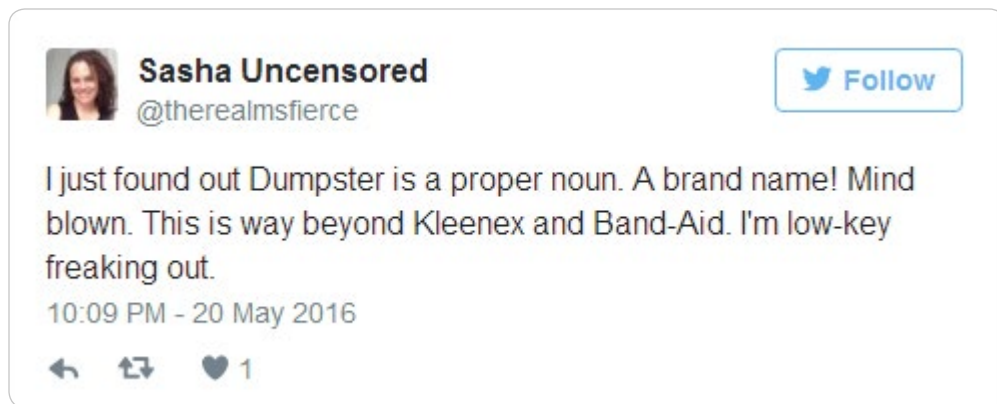 Sasha Uncensored
@therealmsfierce
Follow
I just found out Dumpster is a proper noun. A brand name! Mind
blown. This is way beyond Kleenex and Band-Aid. I'm low-key
freaking out.
10:09 PM - 20 May 2016
1